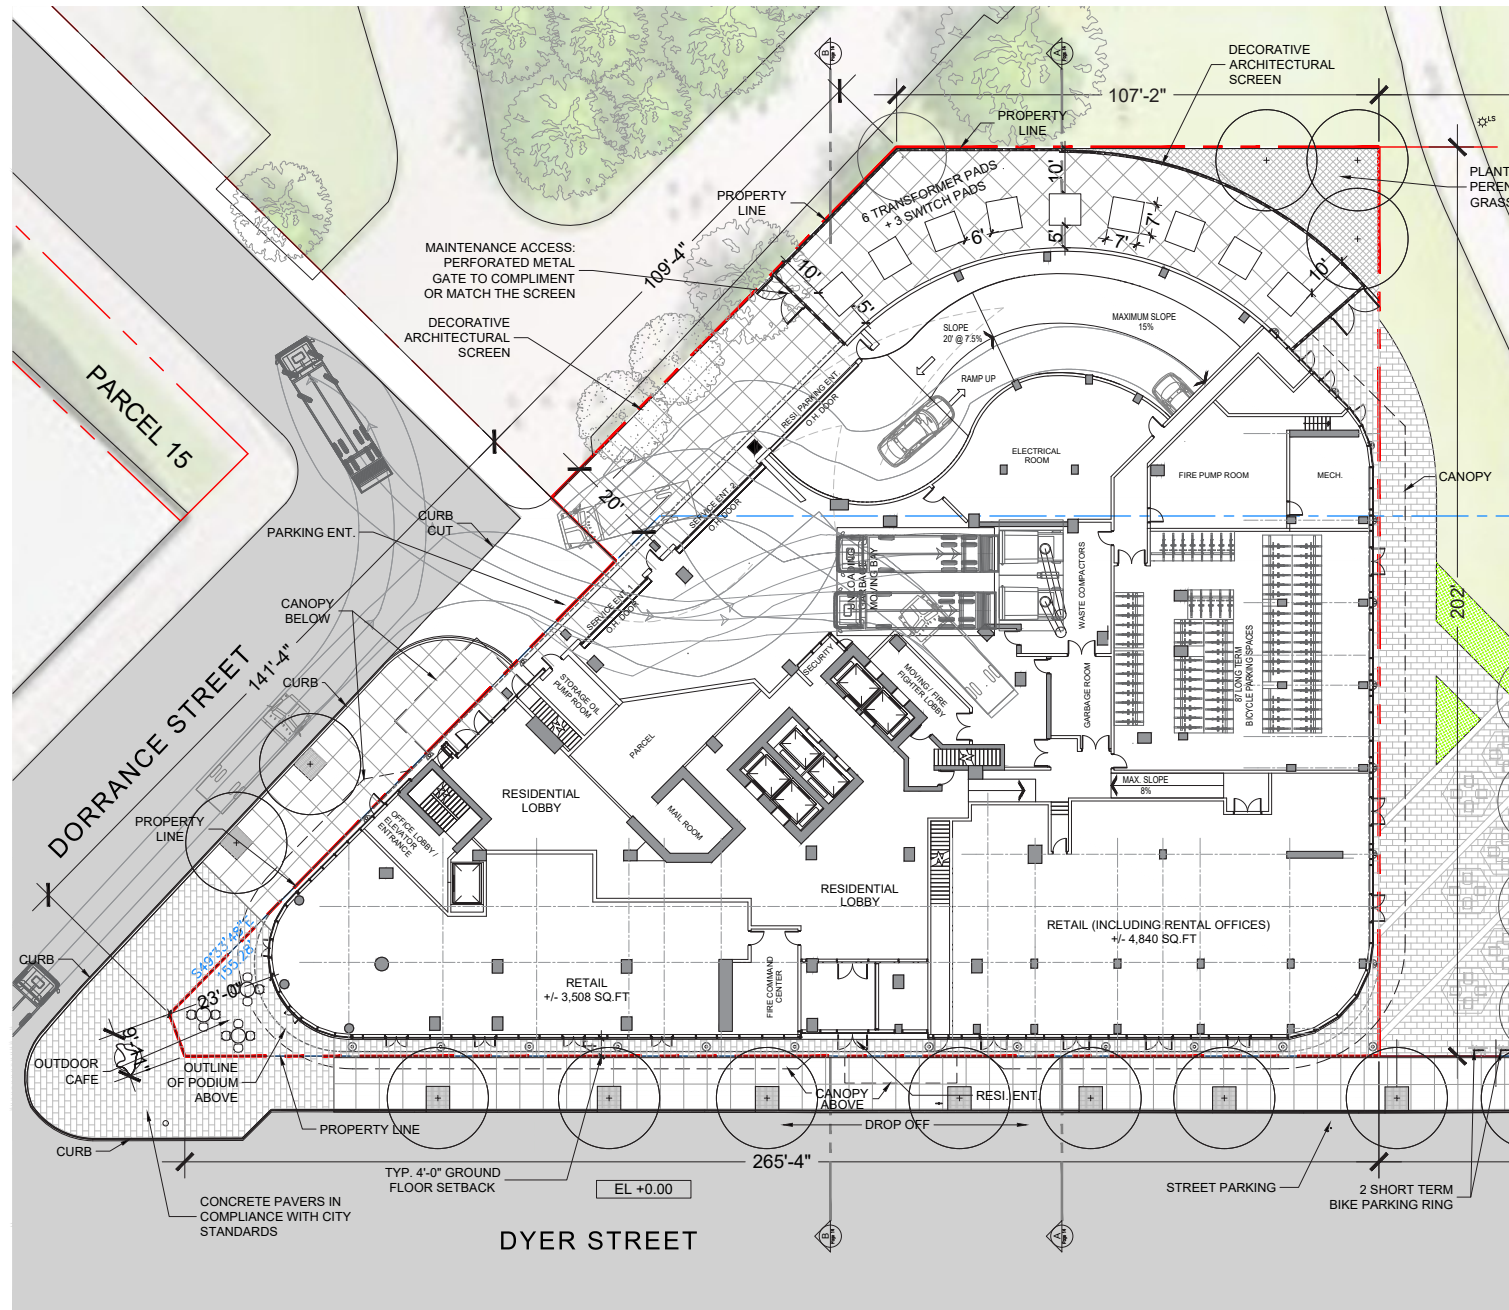 B
A
DECORATIVE
ARCHITECTURAL
SCREEN
107'-2"
PROPERTY
LINE
LS
PLANT
PEREN
GRASS
6 TRANSFORMER PADS
+ 3 SWITCH PADS
10'
PROPERTY
LINE
6'
5'
7'
7'
MAINTENANCE ACCESS:
PERFORATED METAL
GATE TO COMPLIMENT
OR MATCH THE SCREEN
109'-4"
10'
5'
10'
DECORATIVE
ARCHITECTURAL
SCREEN
SLOPE
20' @ 7.5%
MAXIMUM SLOPE
15%
PARCEL 15
RAMP UP
RESI. PARKING ENT.
O.H. DOOR
ELECTRICAL
ROOM
FIRE PUMP ROOM
MECH.
CANOPY
20'
SERVICE ENT. 2
O.H. DOOR
CURB
CUT
PARKING ENT.
LOADING
GARBAGE
MOVING BAY
WASTE COMPACTORS
CANOPY
BELOW
SERVICE ENT. 1
O.H. DOOR
202'
141'-4"
CURB
DORRANCE STREET
STORAGE OIL
PUMP ROOM
SECURITY
MOVING / FIRE
FIGHTER LOBBY
GARBAGE ROOM
87 LONG TERM
BICYCLE PARKING SPACES
PARCEL
MAX. SLOPE
8%
RESIDENTIAL
LOBBY
MAIL ROOM
OFFICE LOBBY /
ELEVATOR
ENTRANCE
PROPERTY
LINE
RESIDENTIAL
LOBBY
RETAIL (INCLUDING RENTAL OFFICES)
+/- 4,840 SQ.FT
S49°33'48"E
155.28'
CURB
23'-0"
RETAIL
+/- 3,508 SQ.FT
FIRE COMMAND
CENTER
OUTDOOR
CAFE
OUTLINE
OF PODIUM
ABOVE
CANOPY
ABOVE
RESI. ENT.
DROP OFF
PROPERTY LINE
CURB
265'-4"
TYP. 4'-0" GROUND
FLOOR SETBACK
EL +0.00
STREET PARKING
2 SHORT TERM
BIKE PARKING RING
CONCRETE PAVERS IN
COMPLIANCE WITH CITY
STANDARDS
DYER STREET
B
A